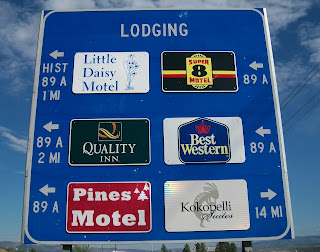 LODGING
HIST
89 A
1 MI
Little
Daisy
Motel
SUPER
8
MOTEL
89 A
89 A
2 MI
QUALITY
INN
Best
Western
89 A
89 A
Pines
Motel
Kokopelli
Suites
14 MI